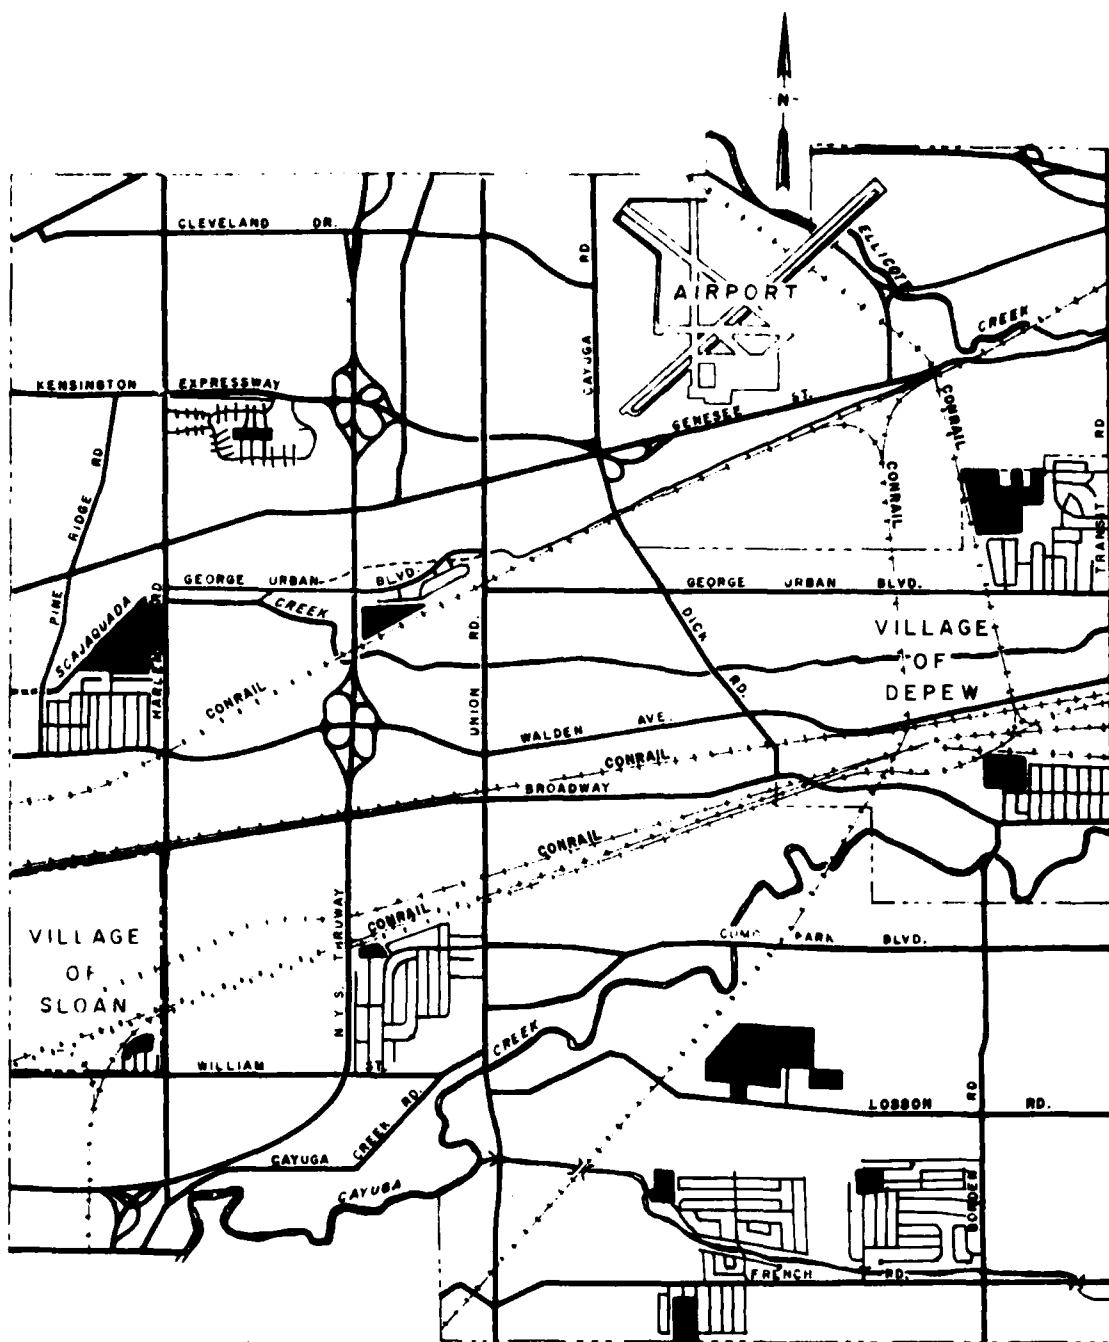 N
CLEVELAND DR.
CAYUGA RD
ELLICOTT
AIRPORT
CREEK
KENSINGTON EXPRESSWAY
GENESEE ST.
CONRAIL
CONRAIL
PINE RIDGE RD
TRANSIT RD
GEORGE URBAN BLVD.
GEORGE URBAN BLVD.
CREEK
SCAJAQUADA
HARLEM RD
DICK RD.
VILLAGE
OF
DEPEW
CONRAIL
UNION RD.
WALDEN AVE.
CONRAIL
BROADWAY
CONRAIL
CONRAIL
N.Y.S. THRUWAY
VILLAGE
OF
SLOAN
PARK BLVD.
CREEK
WILLIAM ST.
LOSSON RD.
CAYUGA CREEK RD.
CAYUGA
BORDEN RD
FRENCH RD.